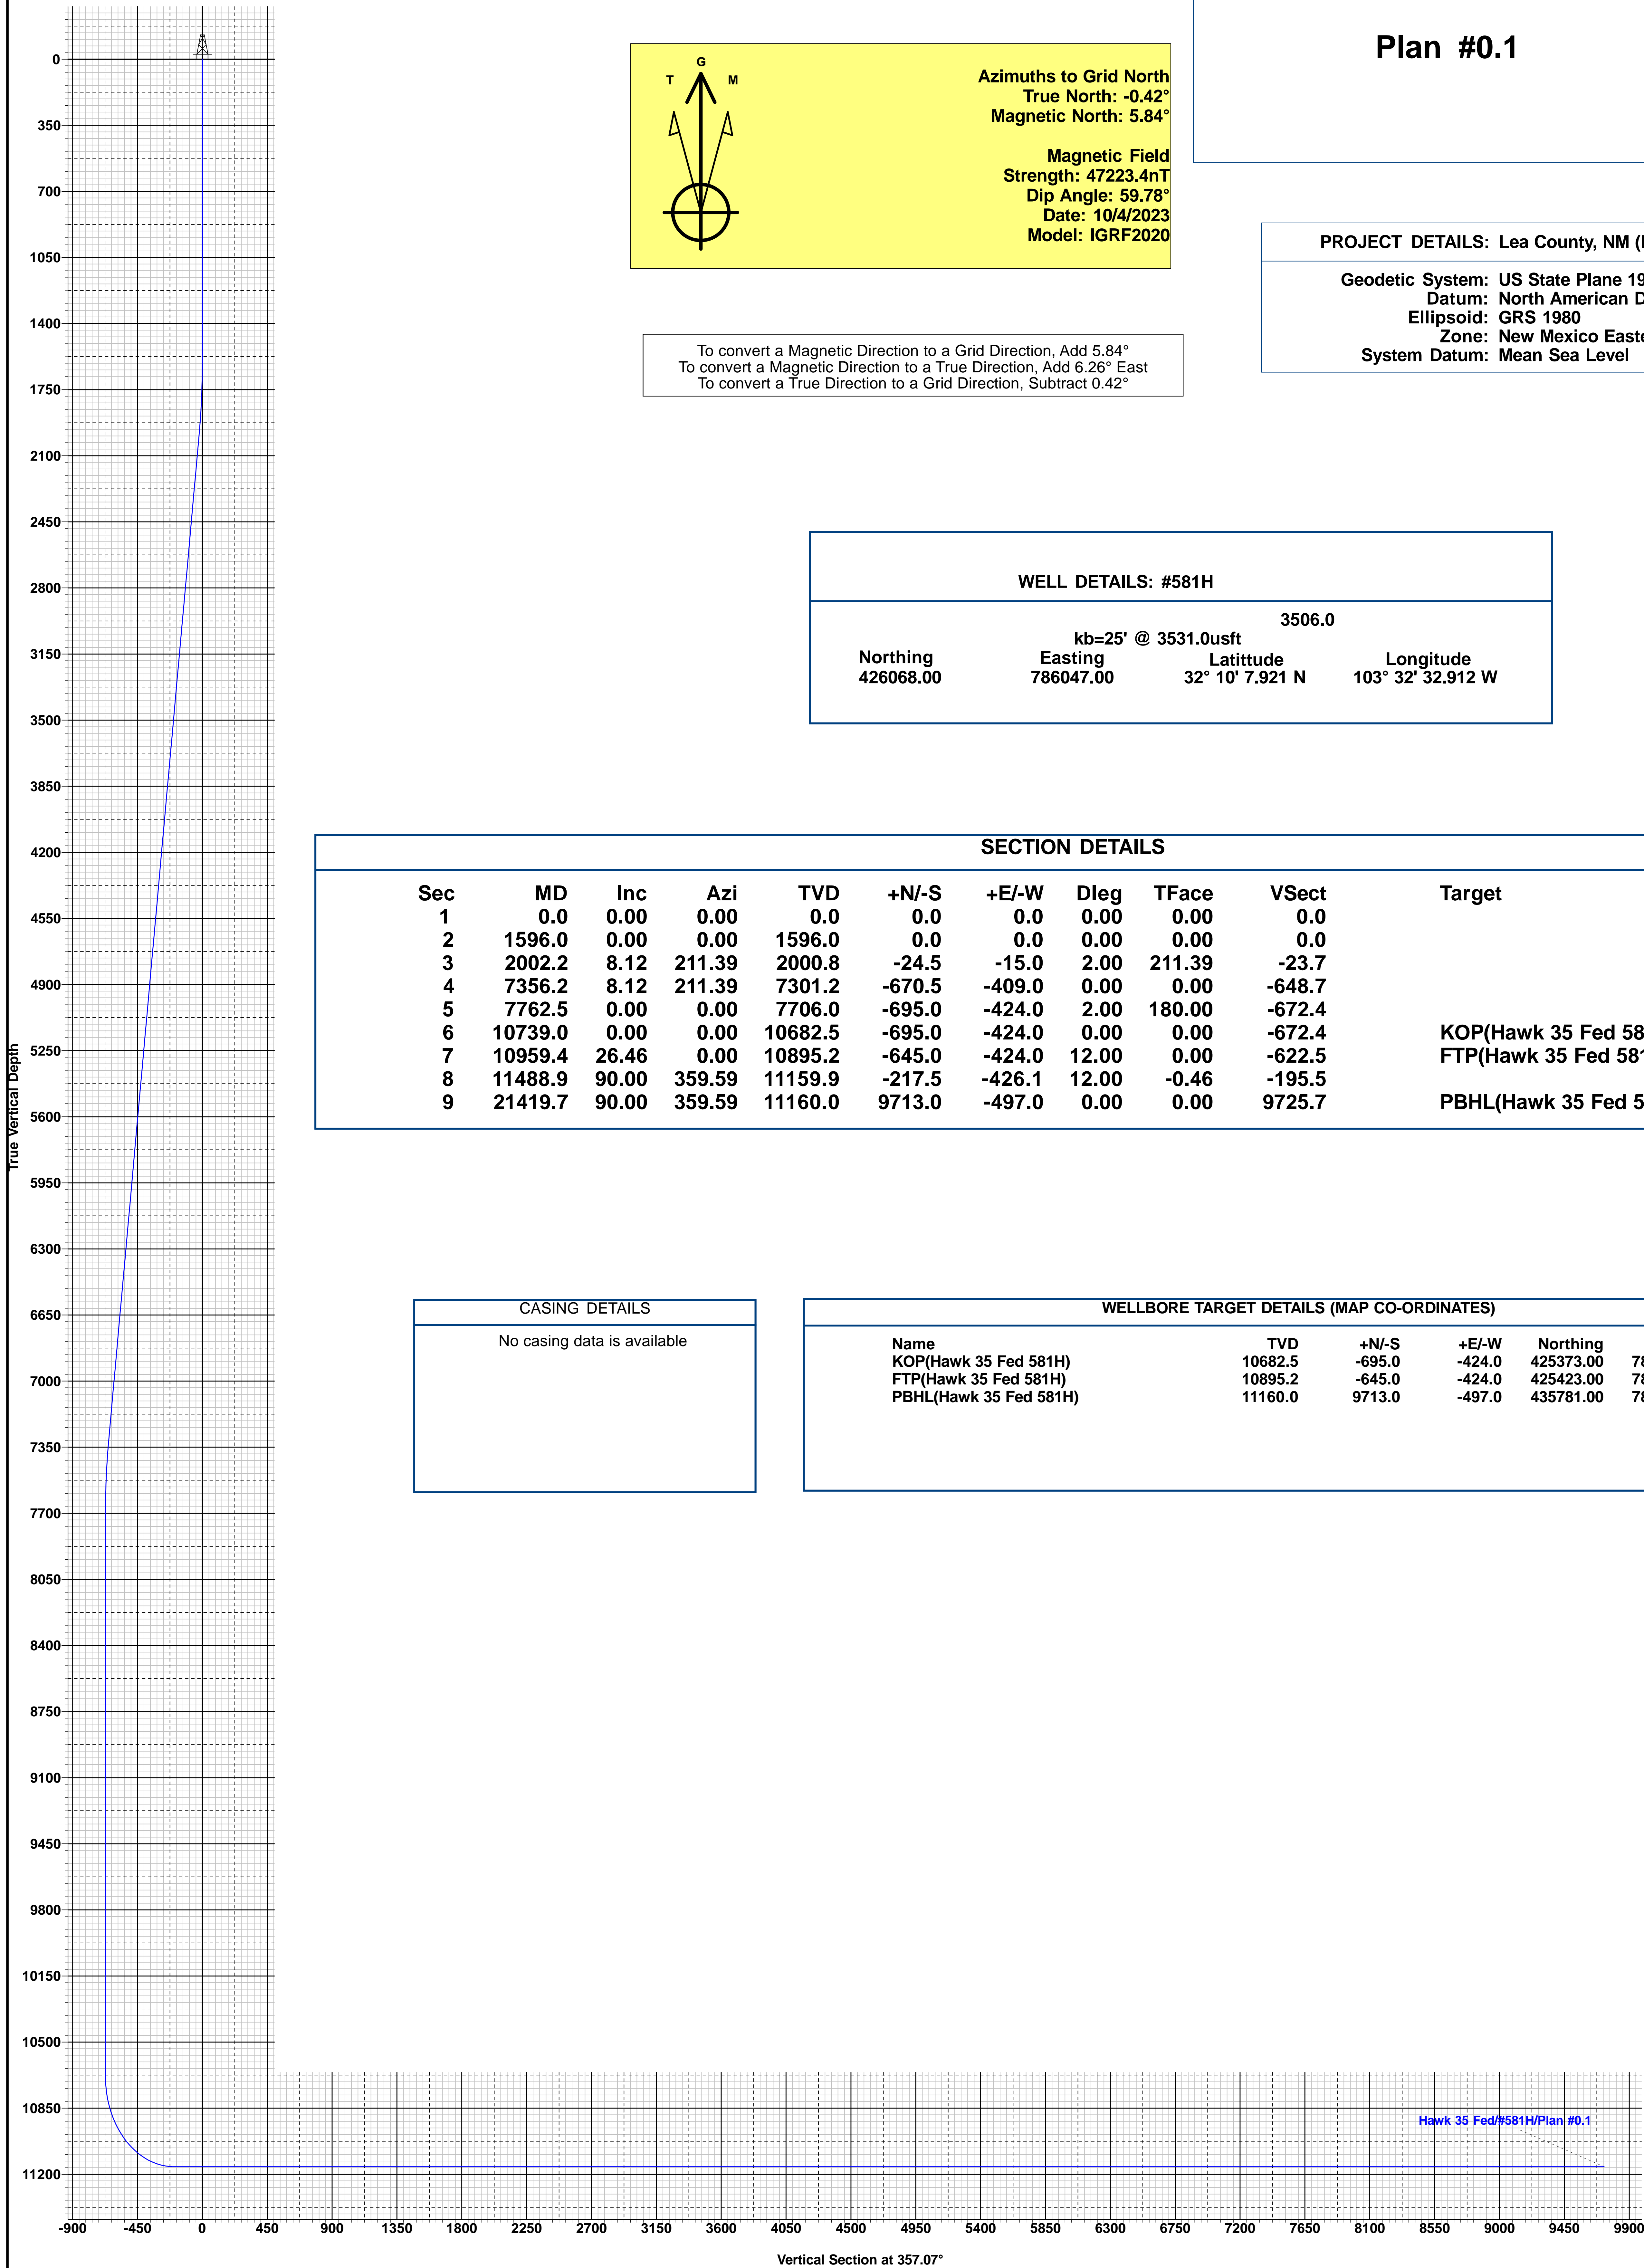 Plan #0.1
G
T M
Azimuths to Grid North
True North: -0.42°
Magnetic North: 5.84°
Magnetic Field
Strength: 47223.4nT
Dip Angle: 59.78°
Date: 10/4/2023
Model: IGRF2020
PROJECT DETAILS: Lea County, NM (
Geodetic System: US State Plane 19
Datum: North American D
Ellipsoid: GRS 1980
Zone: New Mexico Easte
System Datum: Mean Sea Level
To convert a Magnetic Direction to a Grid Direction, Add 5.84°
To convert a Magnetic Direction to a True Direction, Add 6.26° East
To convert a True Direction to a Grid Direction, Subtract 0.42°
WELL DETAILS: #581H
3506.0
kb=25' @ 3531.0usft
Northing Easting Latittude Longitude
426068.00 786047.00 32° 10' 7.921 N 103° 32' 32.912 W
SECTION DETAILS
Sec MD Inc Azi TVD +N/-S +E/-W Dleg TFace VSect Target
1 0.0 0.00 0.00 0.0 0.0 0.0 0.00 0.00 0.0
2 1596.0 0.00 0.00 1596.0 0.0 0.0 0.00 0.00 0.0
3 2002.2 8.12 211.39 2000.8 -24.5 -15.0 2.00 211.39 -23.7
4 7356.2 8.12 211.39 7301.2 -670.5 -409.0 0.00 0.00 -648.7
5 7762.5 0.00 0.00 7706.0 -695.0 -424.0 2.00 180.00 -672.4
6 10739.0 0.00 0.00 10682.5 -695.0 -424.0 0.00 0.00 -672.4 KOP(Hawk 35 Fed 58
7 10959.4 26.46 0.00 10895.2 -645.0 -424.0 12.00 0.00 -622.5 FTP(Hawk 35 Fed 581
8 11488.9 90.00 359.59 11159.9 -217.5 -426.1 12.00 -0.46 -195.5
9 21419.7 90.00 359.59 11160.0 9713.0 -497.0 0.00 0.00 9725.7 PBHL(Hawk 35 Fed 5
CASING DETAILS
No casing data is available
WELLBORE TARGET DETAILS (MAP CO-ORDINATES)
Name TVD +N/-S +E/-W Northing
KOP(Hawk 35 Fed 581H) 10682.5 -695.0 -424.0 425373.00 78
FTP(Hawk 35 Fed 581H) 10895.2 -645.0 -424.0 425423.00 78
PBHL(Hawk 35 Fed 581H) 11160.0 9713.0 -497.0 435781.00 78
True Vertical Depth
0
350
700
1050
1400
1750
2100
2450
2800
3150
3500
3850
4200
4550
4900
5250
5600
5950
6300
6650
7000
7350
7700
8050
8400
8750
9100
9450
9800
10150
10500
10850
11200
Hawk 35 Fed/#581H/Plan #0.1
-900 -450 0 450 900 1350 1800 2250 2700 3150 3600 4050 4500 4950 5400 5850 6300 6750 7200 7650 8100 8550 9000 9450 9900
Vertical Section at 357.07°